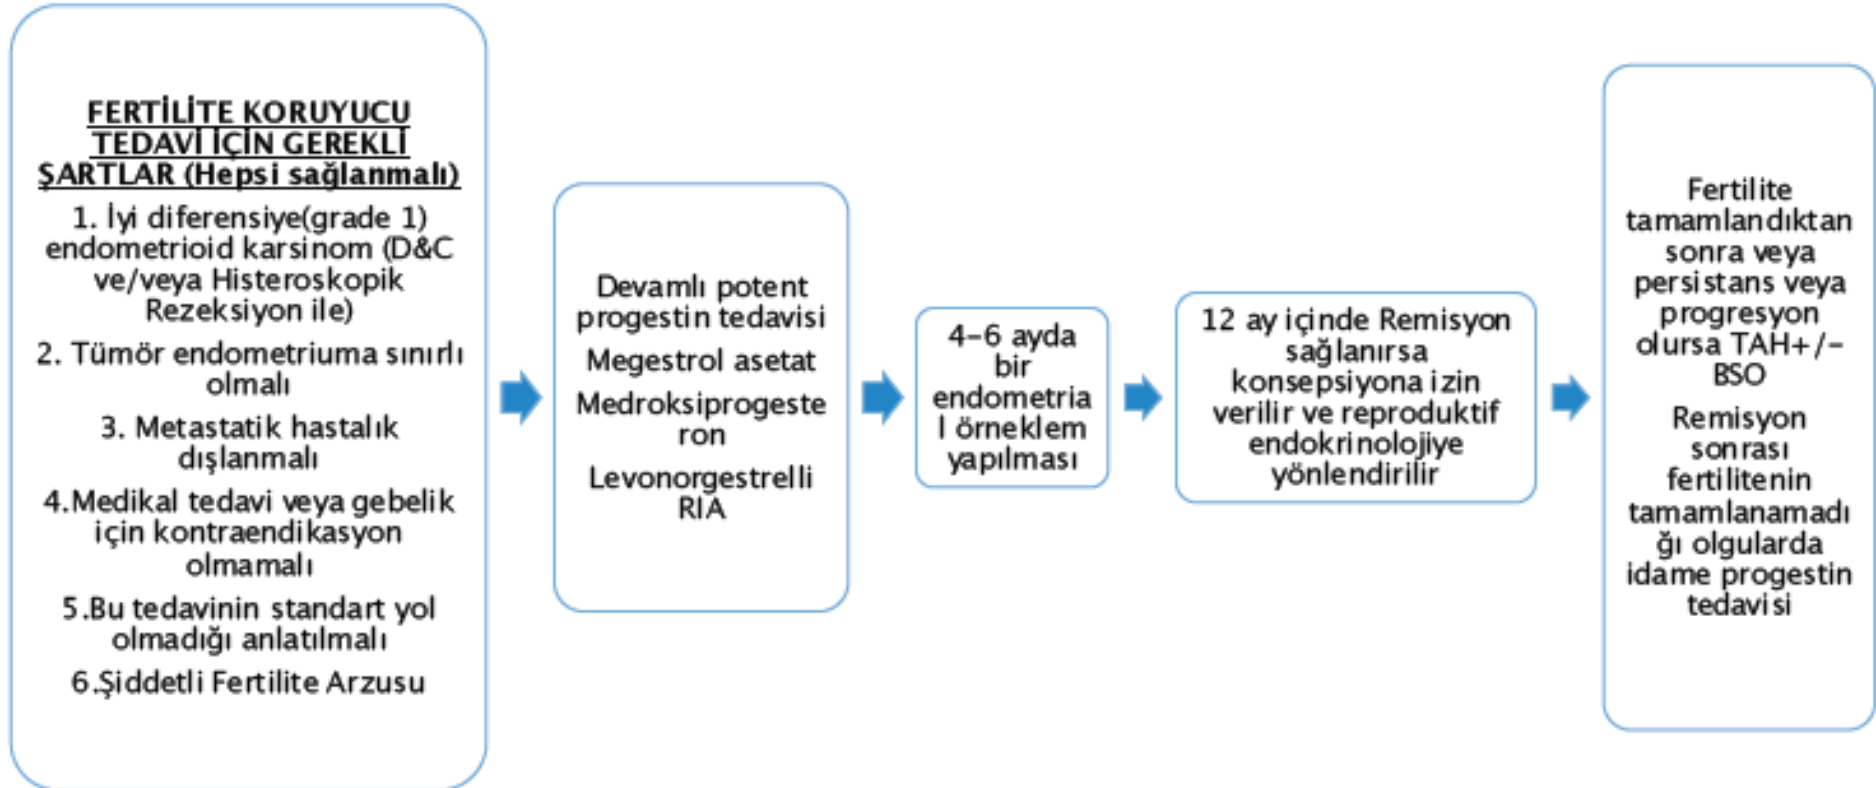 FERTİLİTE KORUYUCU
TEDAVİ İÇİN GEREKLİ
ŞARTLAR (Hepsi sağlanmalı)
1. İyi diferensiye(grade 1)
endometrioid karsinom (D&C
ve/veya Histeroskopik
Rezeksiyon ile)
2. Tümör endometriuma sınırlı
olmalı
3. Metastatik hastalık
dışlanmalı
4.Medikal tedavi veya gebelik
için kontraendikasyon
olmamalı
5.Bu tedavinin standart yol
olmadığı anlatılmalı
6.Şiddetli Fertilite Arzusu
Devamlı potent
progestin tedavisi
Megestrol asetat
Medroksiprogeste
ron
Levonorgestrelli
RIA
4-6 ayda
bir
endometria
l örneklem
yapılması
12 ay içinde Remisyon
sağlanırsa
konsepsiyona izin
verilir ve reproduktif
endokrinolojiye
yönlendirilir
Fertilite
tamamlandıktan
sonra veya
persistans veya
progresyon
olursa TAH+/-
BSO
Remisyon
sonrası
fertilitenin
tamamlanamadı
ğı olgularda
idame progestin
tedavisi